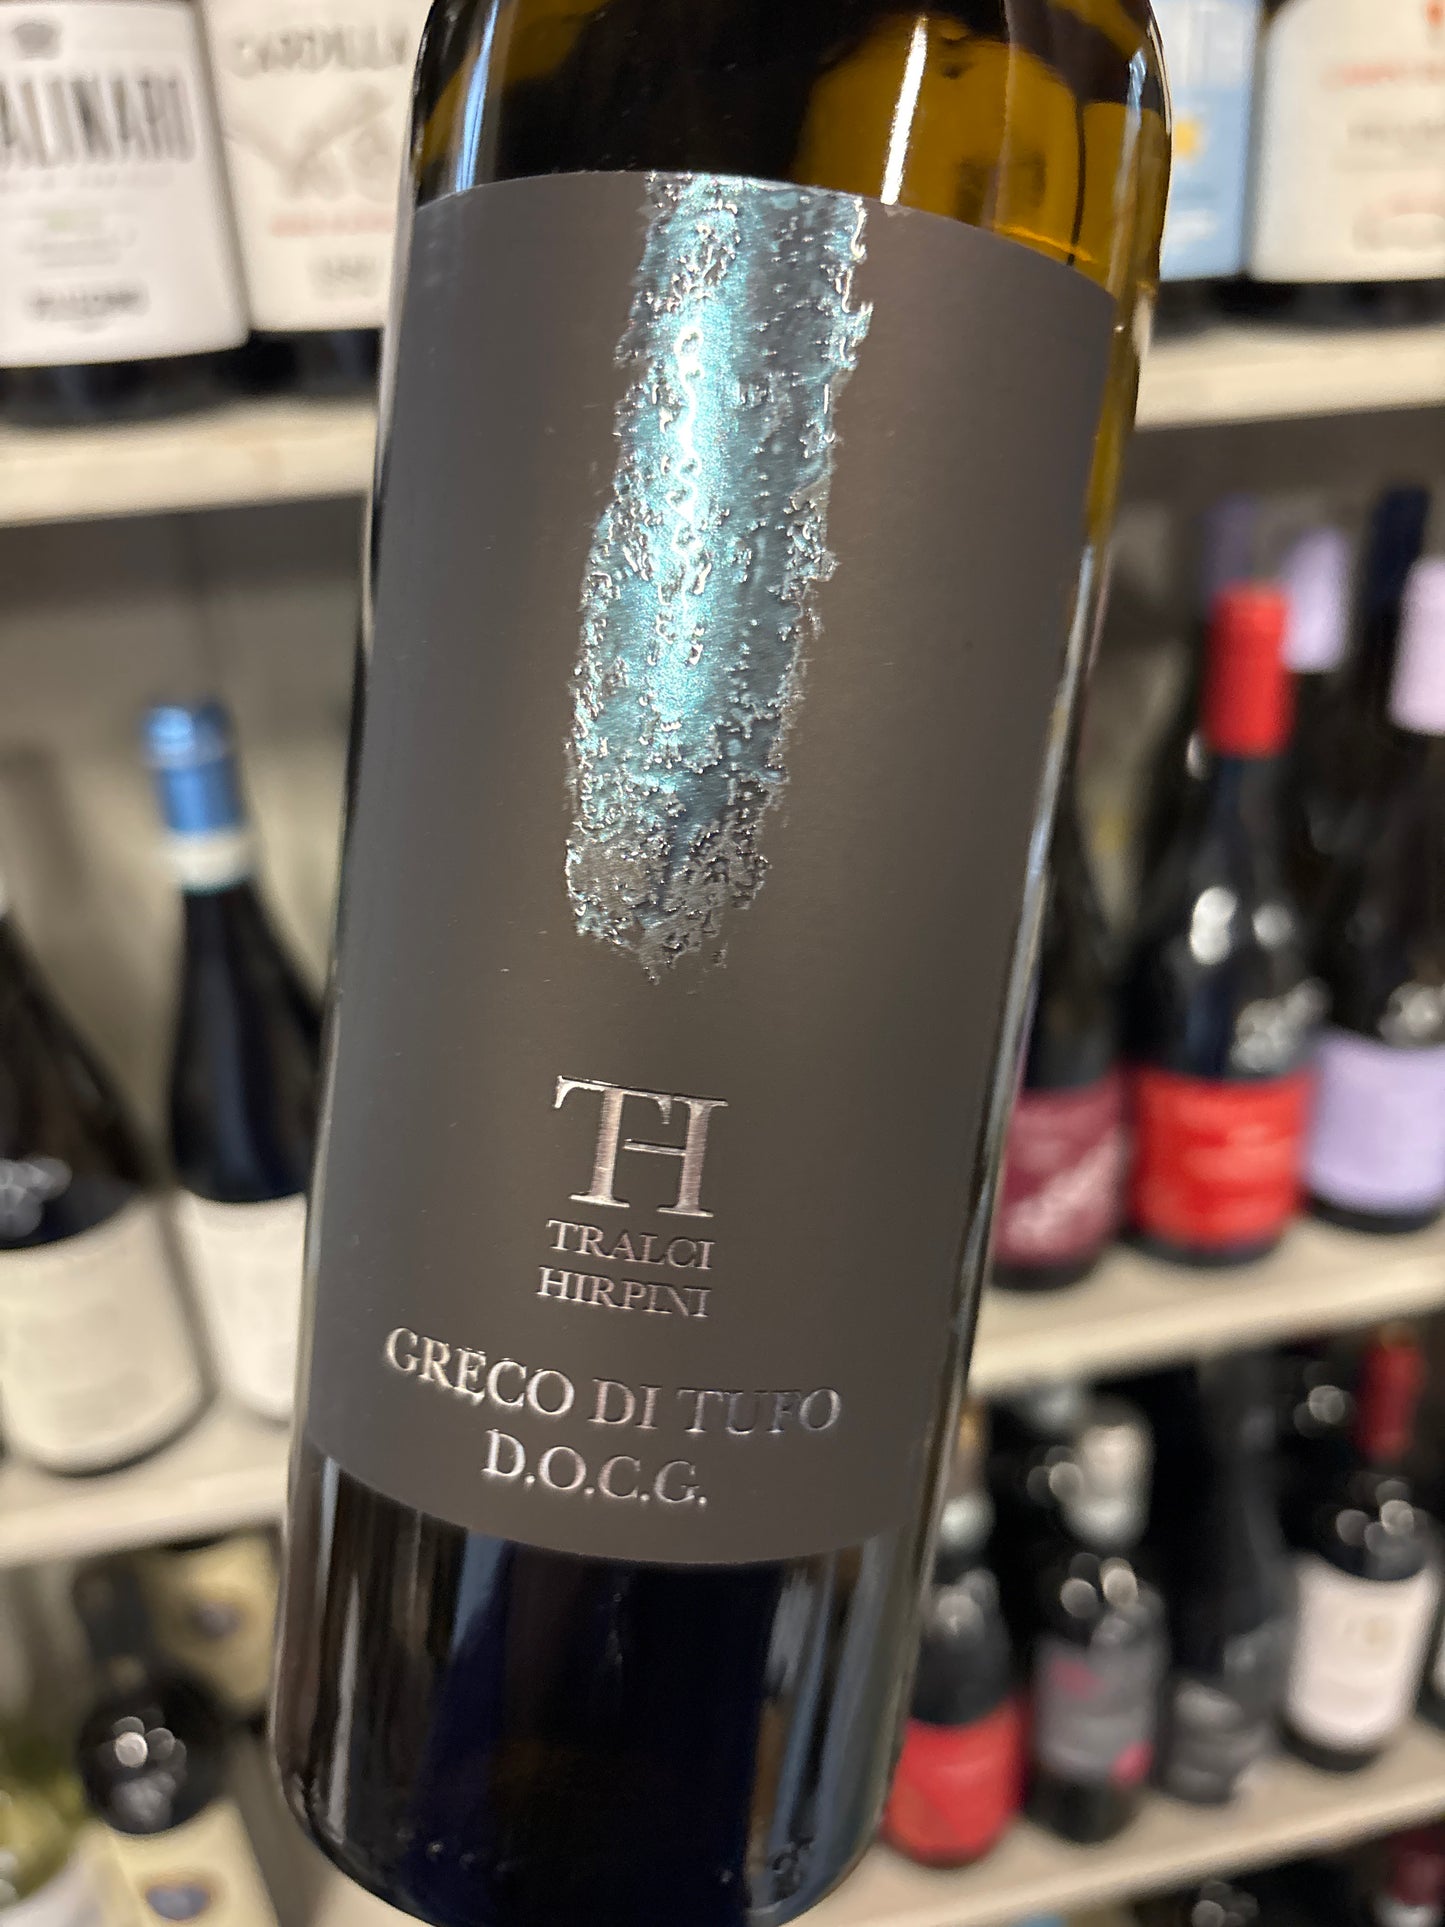 TH
TRALCI
HIRPINI
GRECO DI TUFO
D.O.C.G.